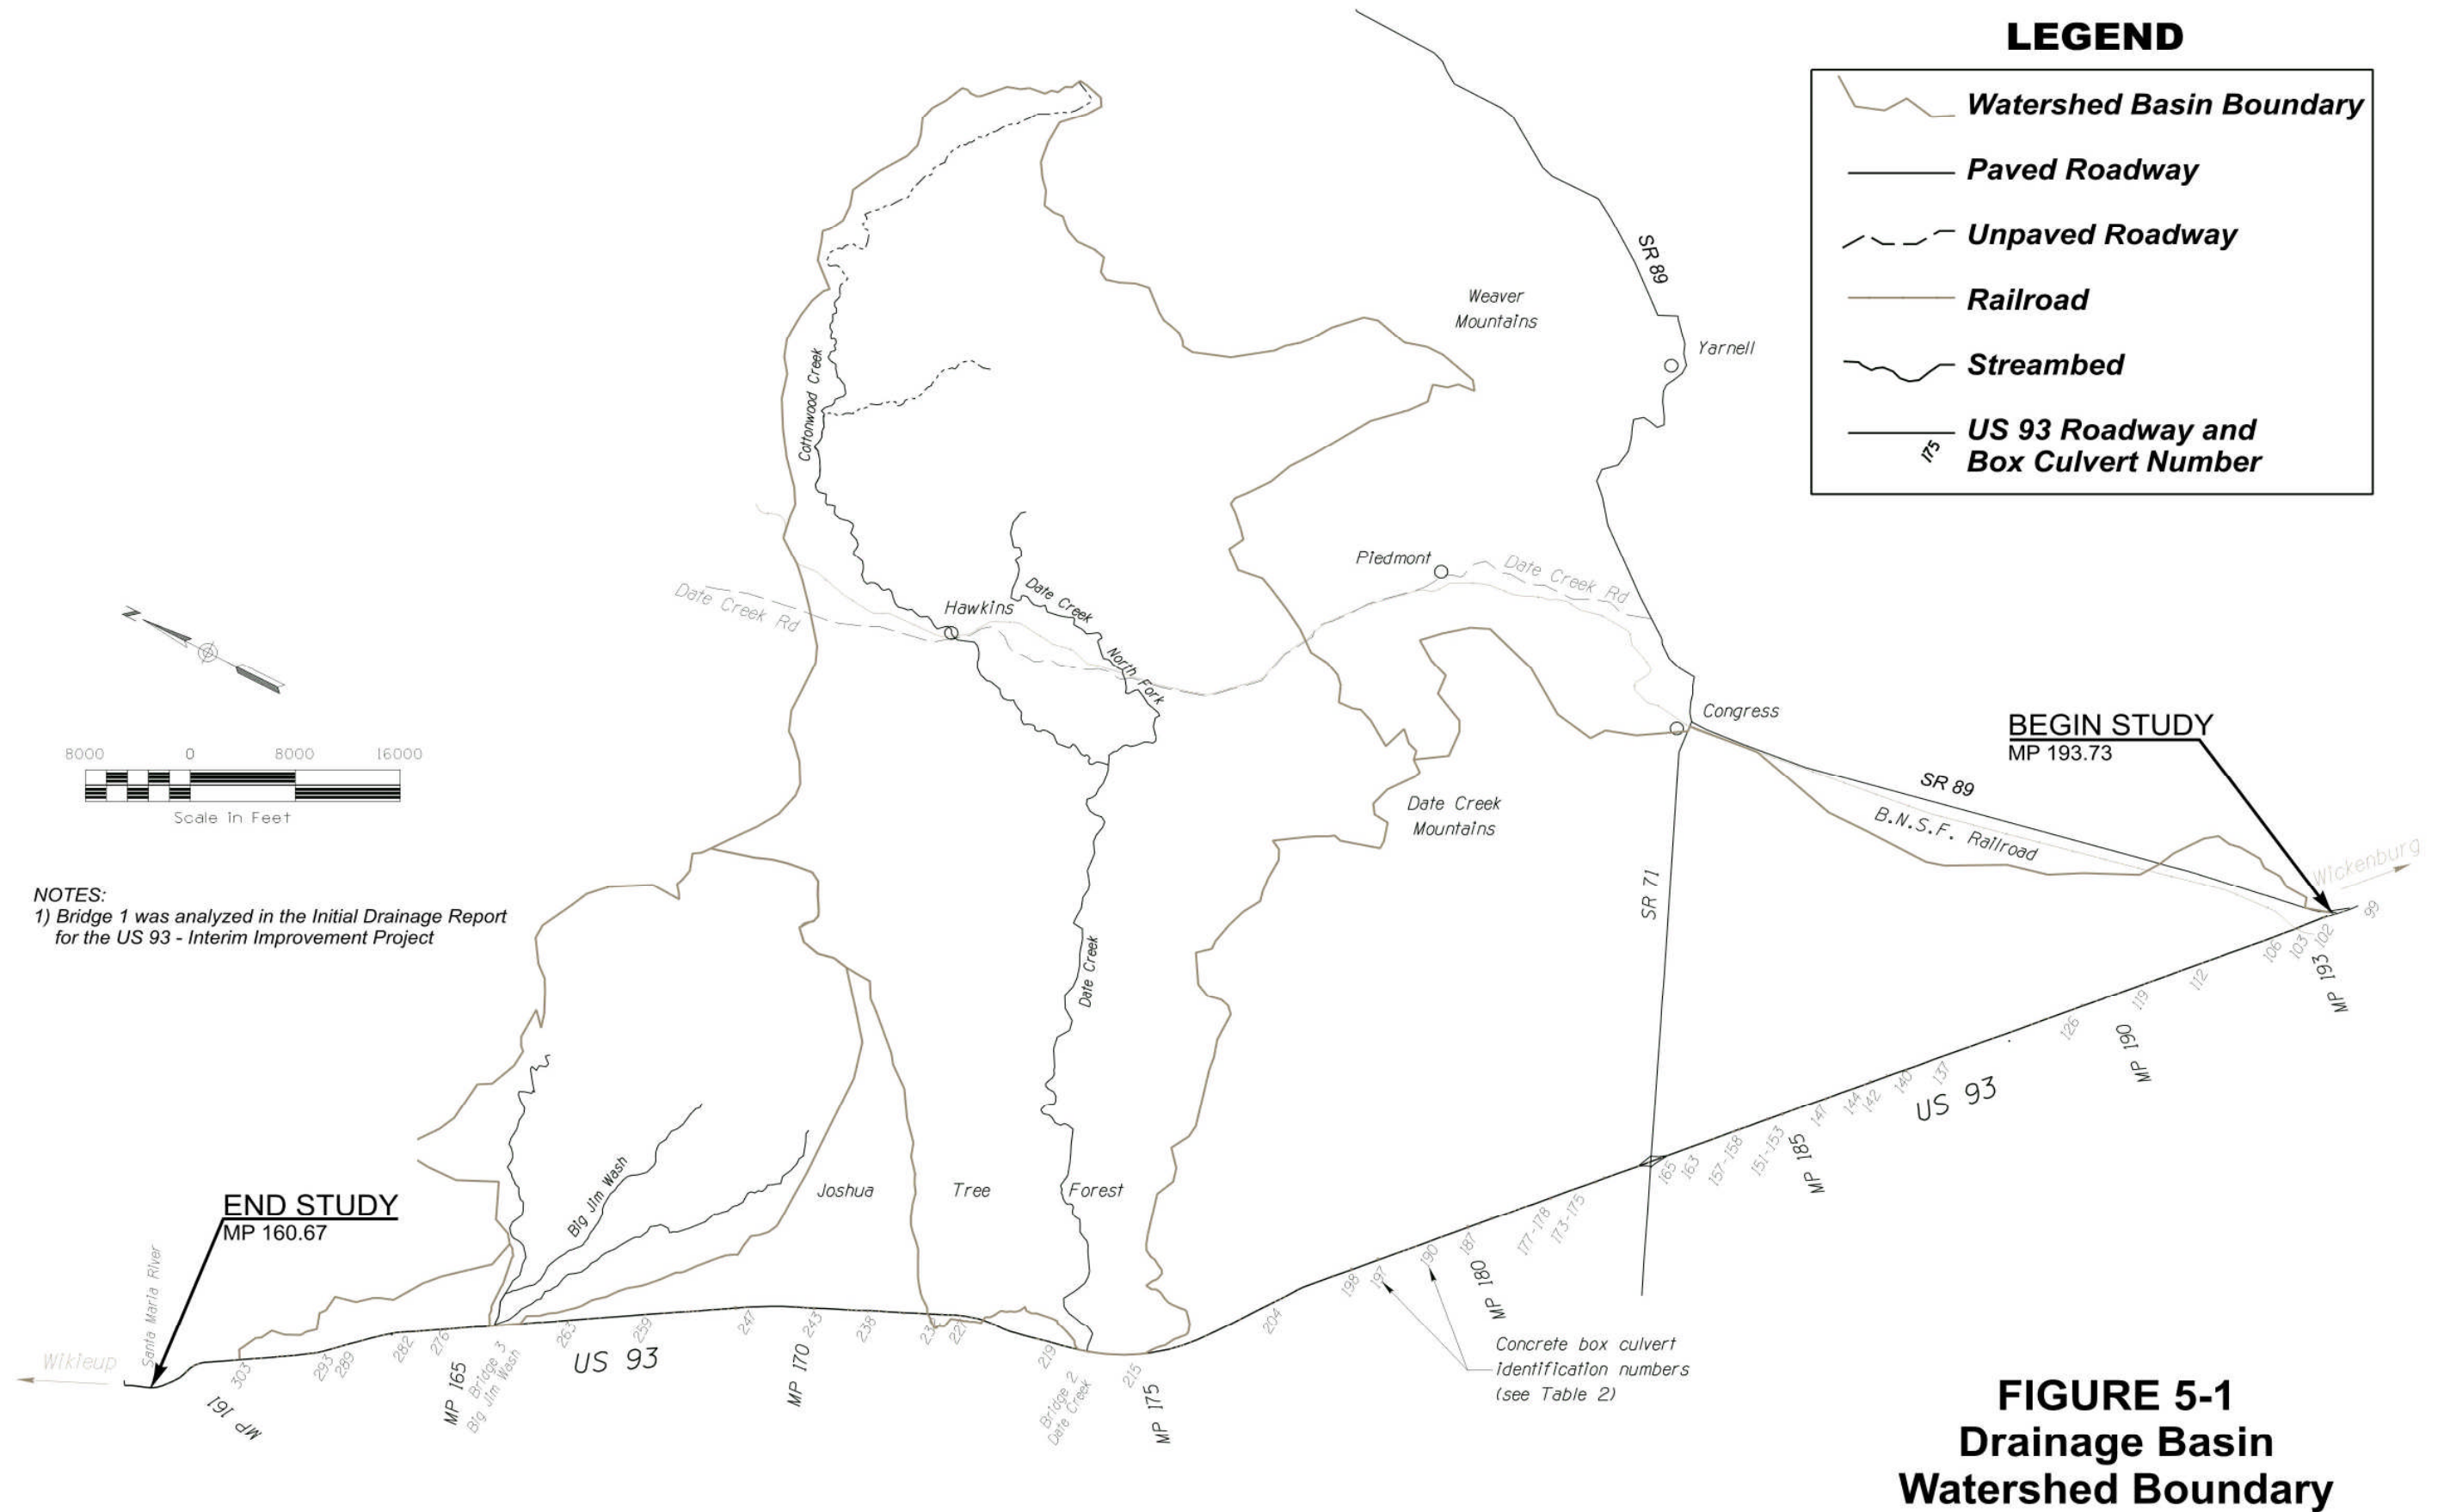 LEGEND
Watershed Basin Boundary
Paved Roadway
Unpaved Roadway
Railroad
Streambed
175
US 93 Roadway and
Box Culvert Number
SR 89
Weaver
Mountains
Yarnell
Cottonwood Creek
Piedmont
Date Creek Rd
Date Creek Rd
Hawkins
Date Creek
North Fork
N
8000 0 8000 16000
Scale in Feet
Congress
BEGIN STUDY
MP 193.73
SR 89
B.N.S.F. Railroad
Wickenburg
Date Creek
Mountains
SR 71
NOTES:
1) Bridge 1 was analyzed in the Initial Drainage Report
for the US 93 - Interim Improvement Project
Date Creek
99
102
103
106
MP 193
112
119
MP 190
126
137
140
142
144
147
US 93
MP 185
151-153
157-158
163
165
173-175
177-178
187
MP 180
190
197
198
204
Big Jim Wash
Joshua Tree Forest
END STUDY
MP 160.67
Santa Maria River
Wikieup
MP 161
303
293
289
282
276
MP 165
Bridge 3
Big Jim Wash
263
259
US 93
247
MP 170
243
238
227
219
Bridge 2
Date Creek
215
MP 175
Concrete box culvert
identification numbers
(see Table 2)
FIGURE 5-1
Drainage Basin
Watershed Boundary